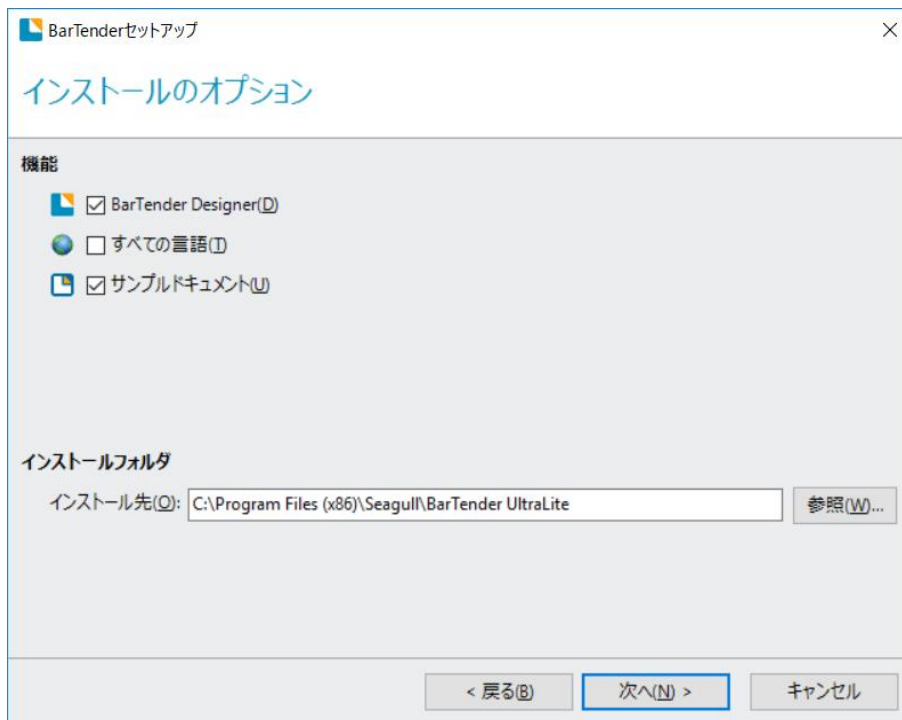 BarTenderセットアップ
インストールのオプション
機能
BarTender Designer(D)
すべての言語(T)
サンプルドキュメント(U)
インストールフォルダ
インストール先(O): C:\Program Files (x86)\Seagull\BarTender UltraLite 参照(W)...
< 戻る(B) 次へ(N) > キャンセル